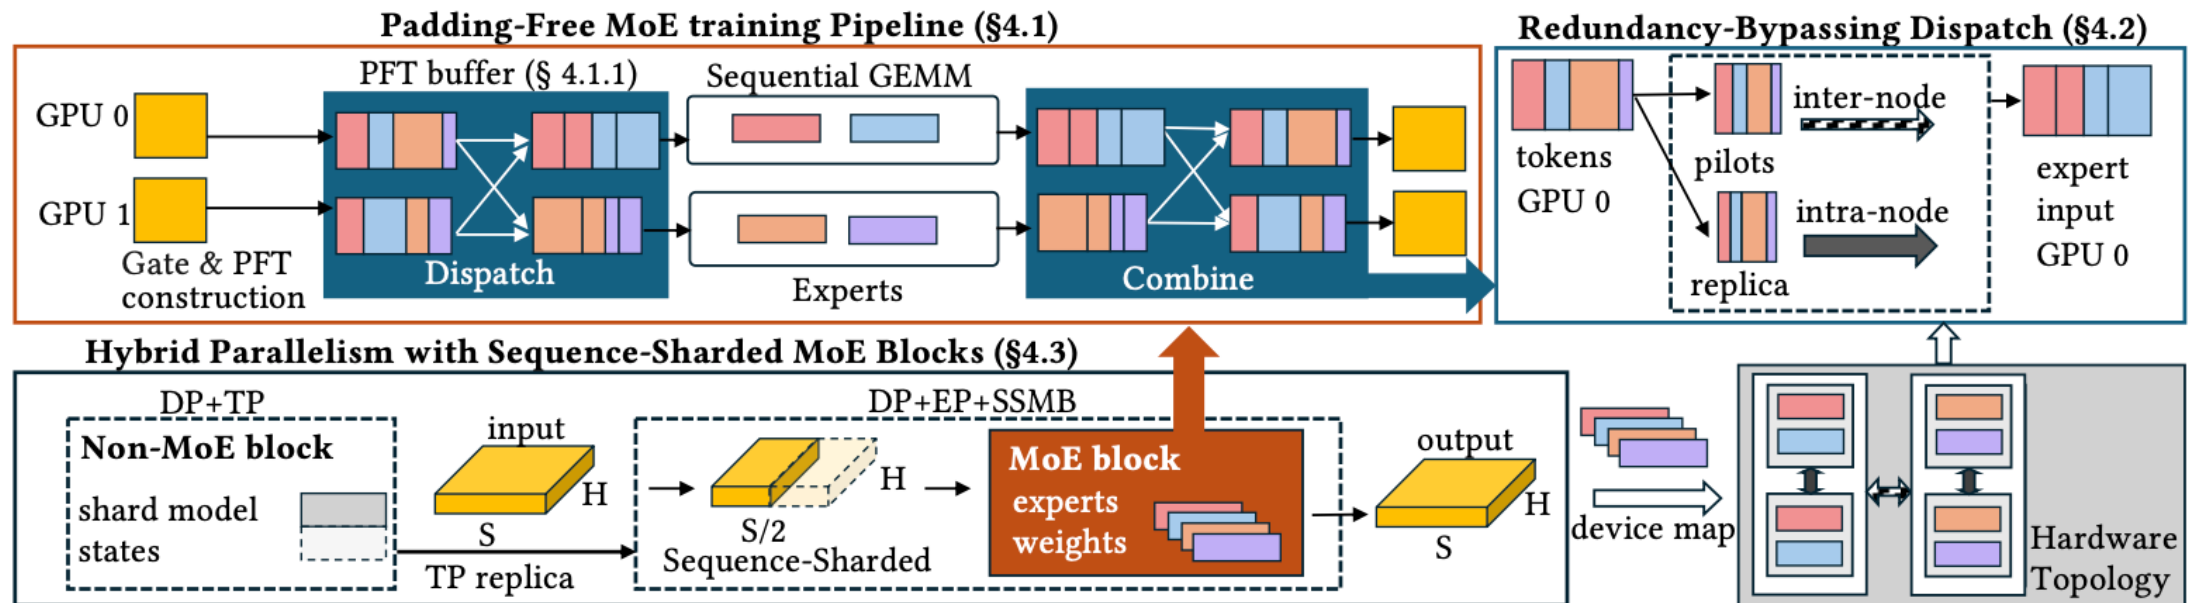 Padding-Free MoE training Pipeline (§4.1)
GPU 0
GPU 1
Gate & PFT
construction
PFT buffer (§ 4.1.1)
Dispatch
Sequential GEMM
Experts
Combine
Redundancy-Bypassing Dispatch (§4.2)
tokens
GPU 0
pilots
inter-node
replica
intra-node
expert
input
GPU 0
Hybrid Parallelism with Sequence-Sharded MoE Blocks (§4.3)
DP+TP
Non-MoE block
shard model
states
input
H
S
TP replica
DP+EP+SSMB
H
S/2
Sequence-Sharded
MoE block
experts
weights
output
H
S
device map
Hardware
Topology